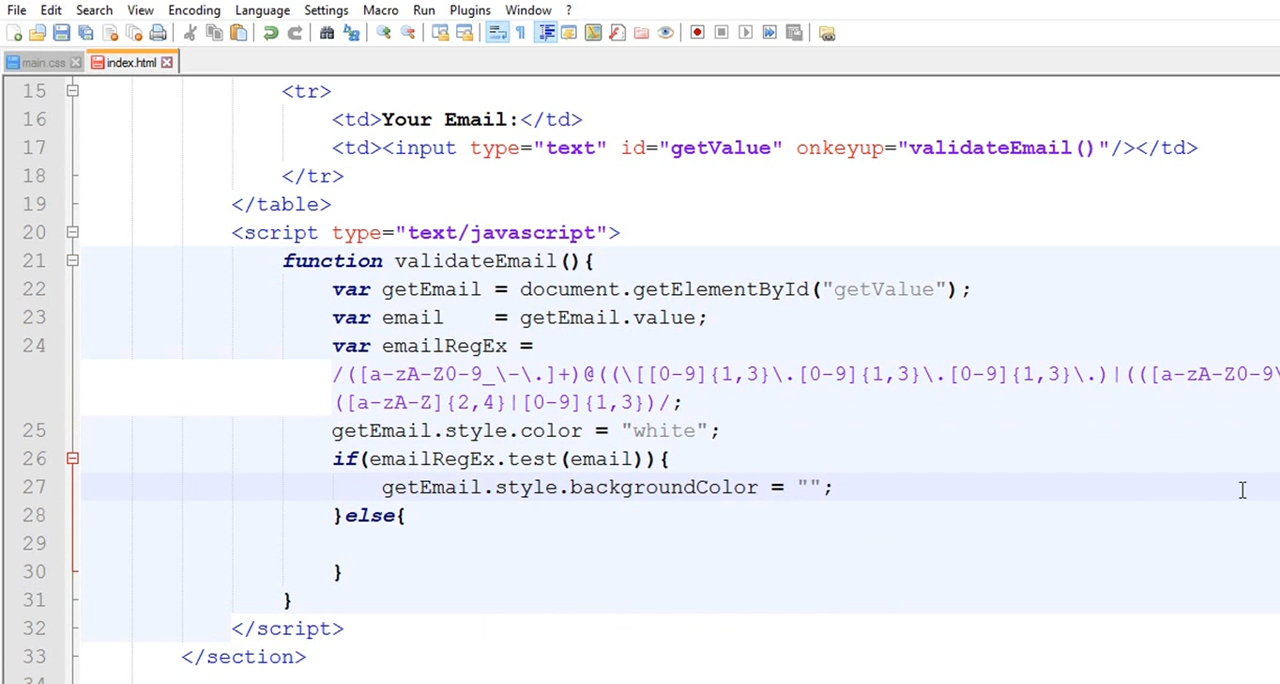 File Edit Search View Encoding Language Settings Macro Run Plugins Window ?
main.css index.html
15 <tr>
16 <td>Your Email:</td>
17 <td><input type="text" id="getValue" onkeyup="validateEmail()"/></td>
18 </tr>
19 </table>
20 <script type="text/javascript">
21 function validateEmail(){
22 var getEmail = document.getElementById("getValue");
23 var email    = getEmail.value;
24 var emailRegEx =
/([a-zA-Z0-9_\-\.]+)@((\[[0-9]{1,3}\.[0-9]{1,3}\.[0-9]{1,3}\.)|(([a-zA-Z0-9\
([a-zA-Z]{2,4}|[0-9]{1,3})/;
25 getEmail.style.color = "white";
26 if(emailRegEx.test(email)){
27 getEmail.style.backgroundColor = "";
28 }else{
29
30 }
31 }
32 </script>
33 </section>
34